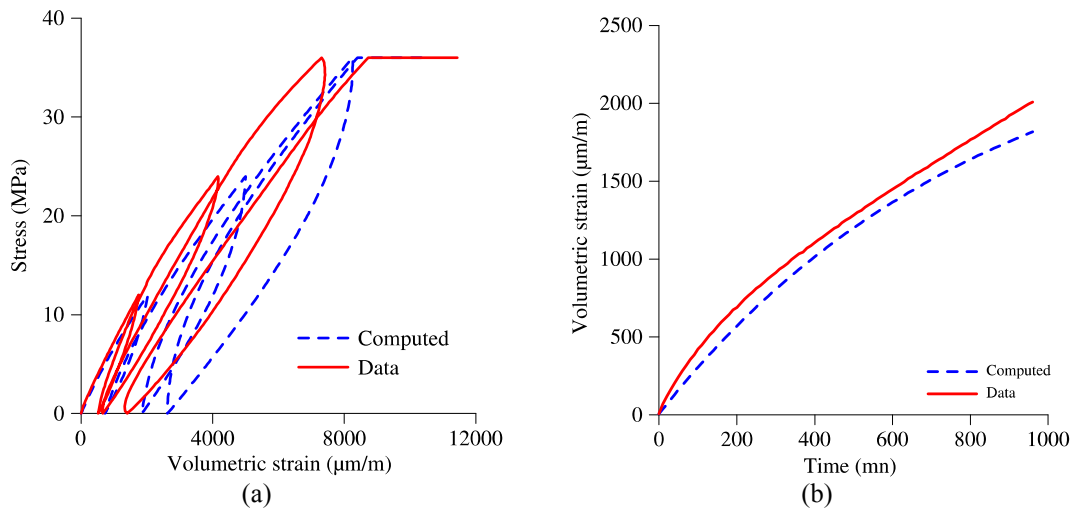 40
30
20
10
0
Stress (MPa)
0
4000
8000
12000
Volumetric strain (μm/m)
Computed
Data
(a)
2500
2000
1500
1000
500
0
Volumetric strain (μm/m)
0
200
400
600
800
1000
Time (mn)
Computed
Data
(b)